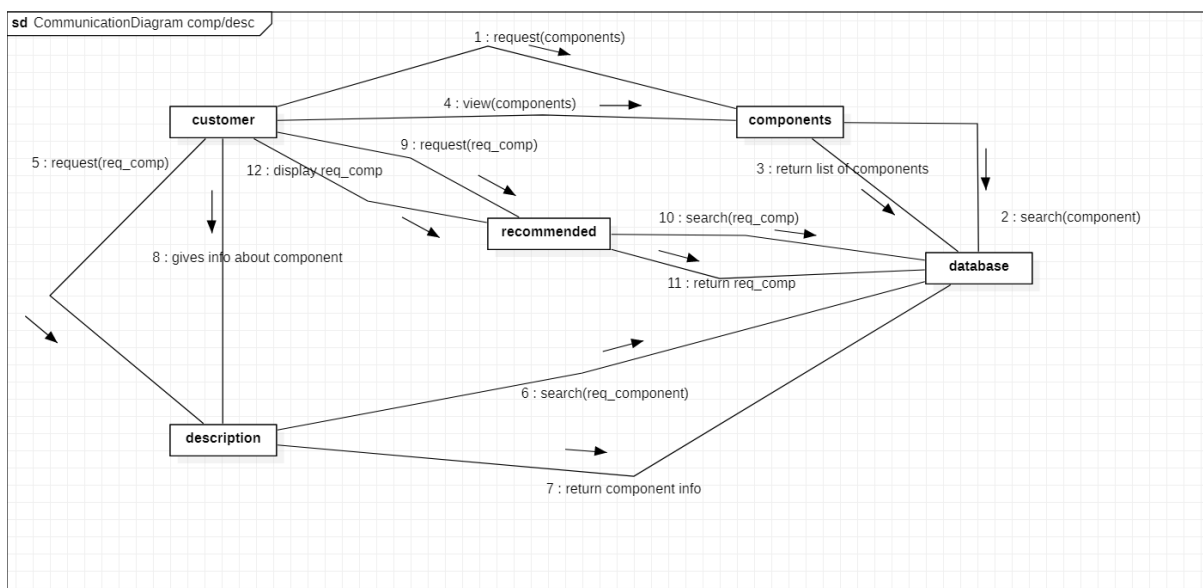 sd CommunicationDiagram comp/desc
1 : request(components)
4 : view(components)
customer
components
9 : request(req_comp)
5 : request(req_comp)
12 : display req_comp
3 : return list of components
10 : search(req_comp)
2 : search(component)
recommended
8 : gives info about component
database
11 : return req_comp
6 : search(req_component)
description
7 : return component info